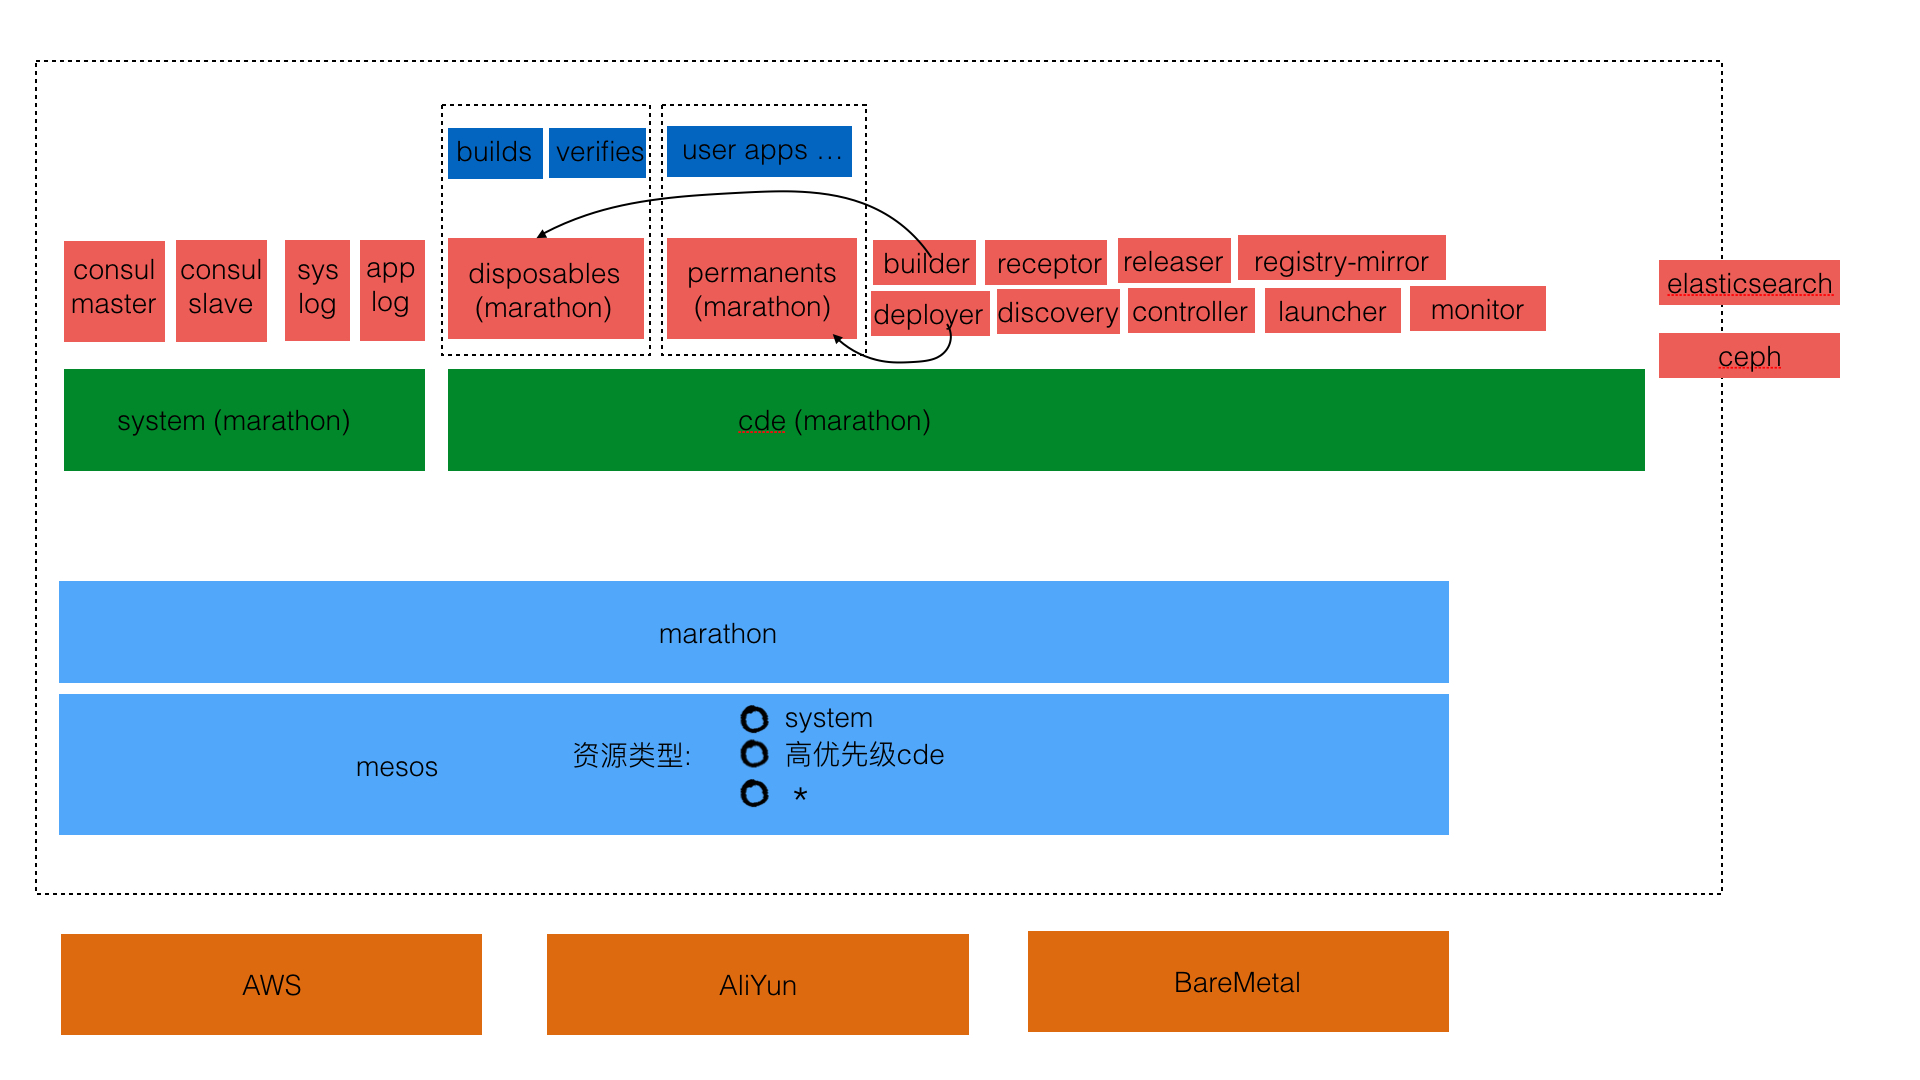 builds
verifies
user apps ...
consul
master
consul
slave
sys
log
app
log
disposables
(marathon)
permanents
(marathon)
builder
receptor
releaser
registry-mirror
deployer
discovery
controller
launcher
monitor
elasticsearch
ceph
system (marathon)
cde (marathon)
marathon
mesos
资源类型:
system
高优先级cde
*
AWS
AliYun
BareMetal